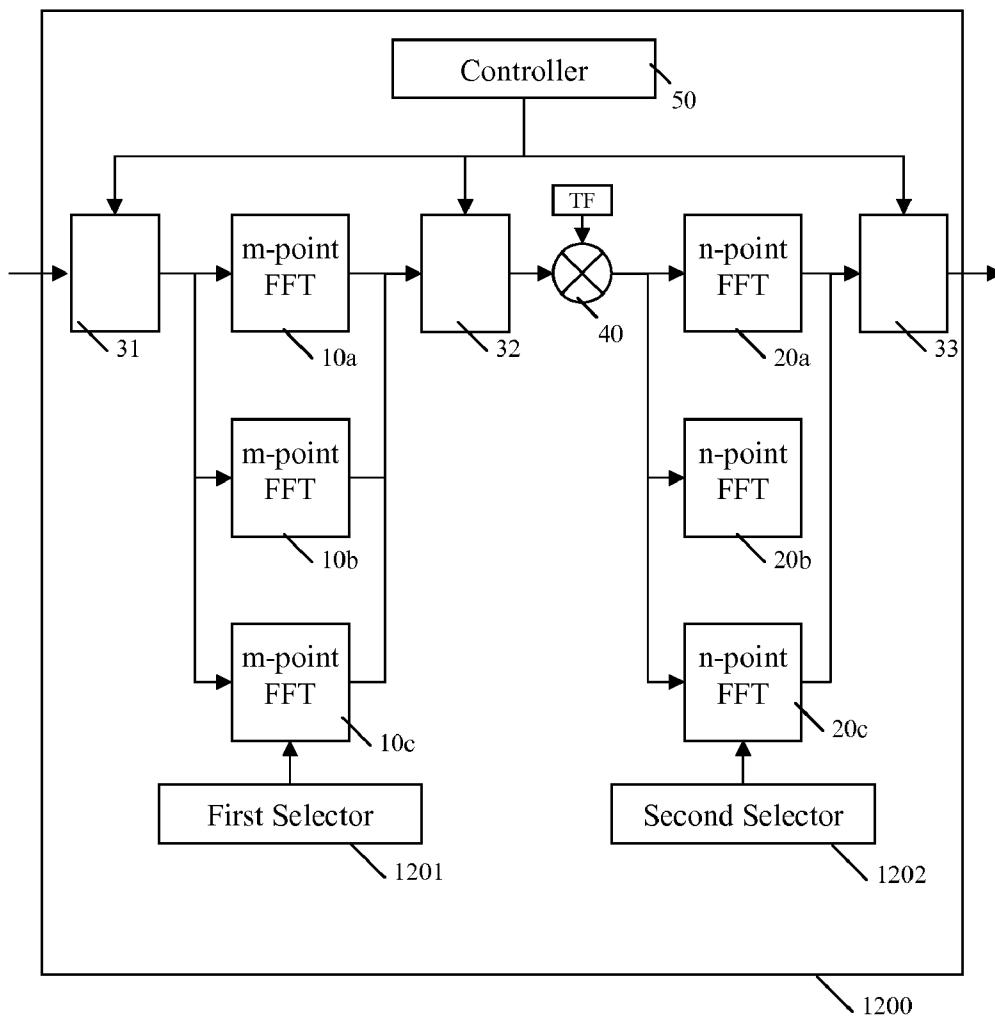 Controller
50
TF
m-point
FFT
n-point
FFT
31
10a
32
40
20a
33
m-point
FFT
n-point
FFT
10b
20b
m-point
FFT
n-point
FFT
10c
20c
First Selector
Second Selector
1201
1202
1200